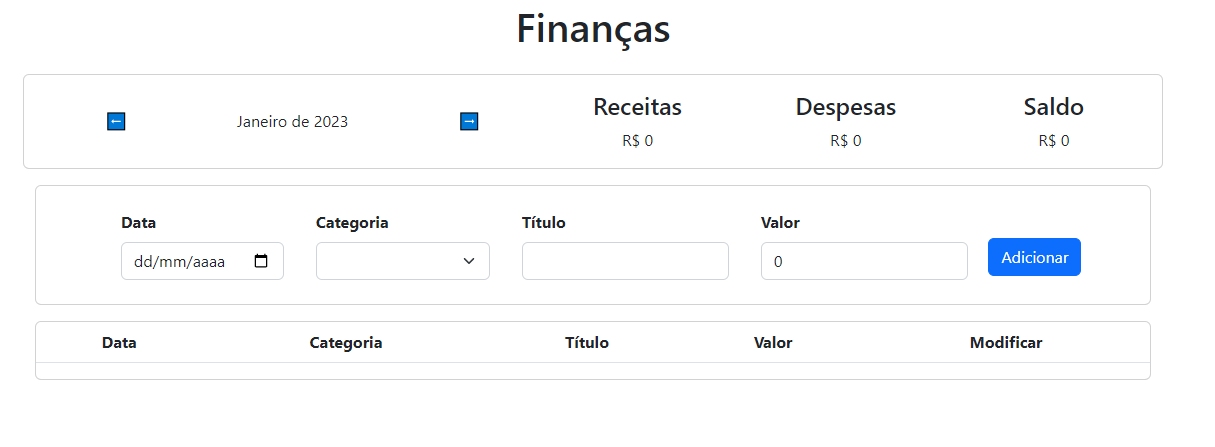 Finanças
← Janeiro de 2023 → Receitas Despesas Saldo
R$ 0 R$ 0 R$ 0
Data Categoria Título Valor
dd/mm/aaaa 0 Adicionar
Data Categoria Título Valor Modificar